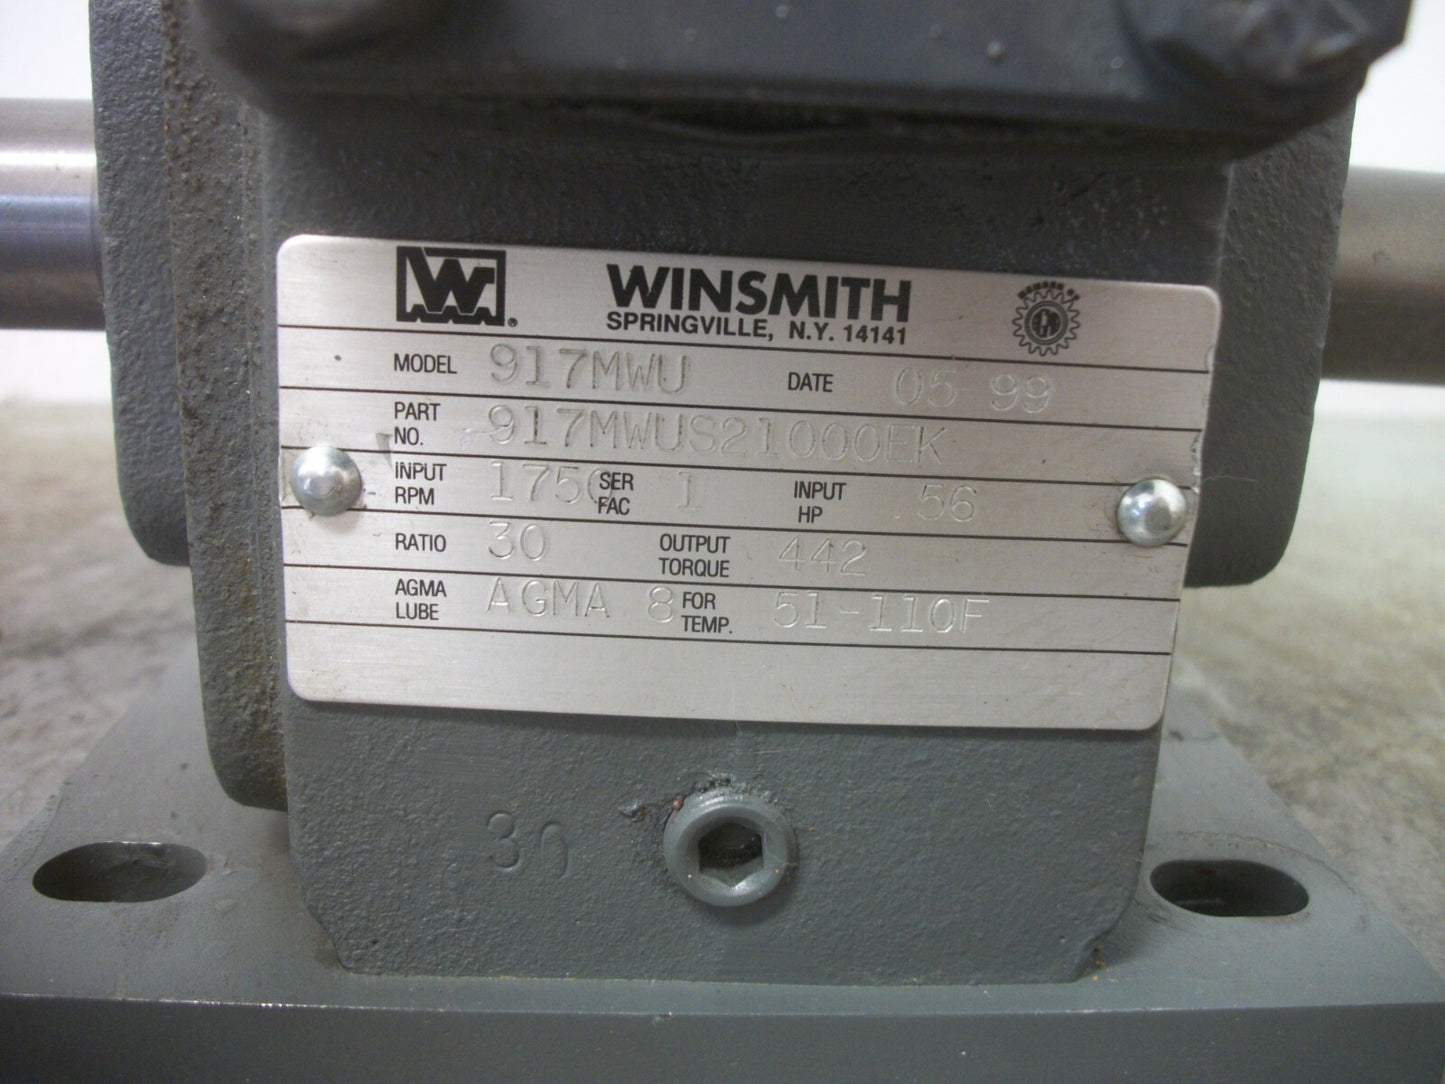 W ®
WINSMITH
SPRINGVILLE, N.Y. 14141
MODEL 917MWU DATE 05 99
PART NO. 917MWUS21000EK
INPUT RPM 1750 SER FAC 1 INPUT HP .56
RATIO 30 OUTPUT TORQUE 442
AGMA LUBE AGMA 8 FOR TEMP. 51-110F
30